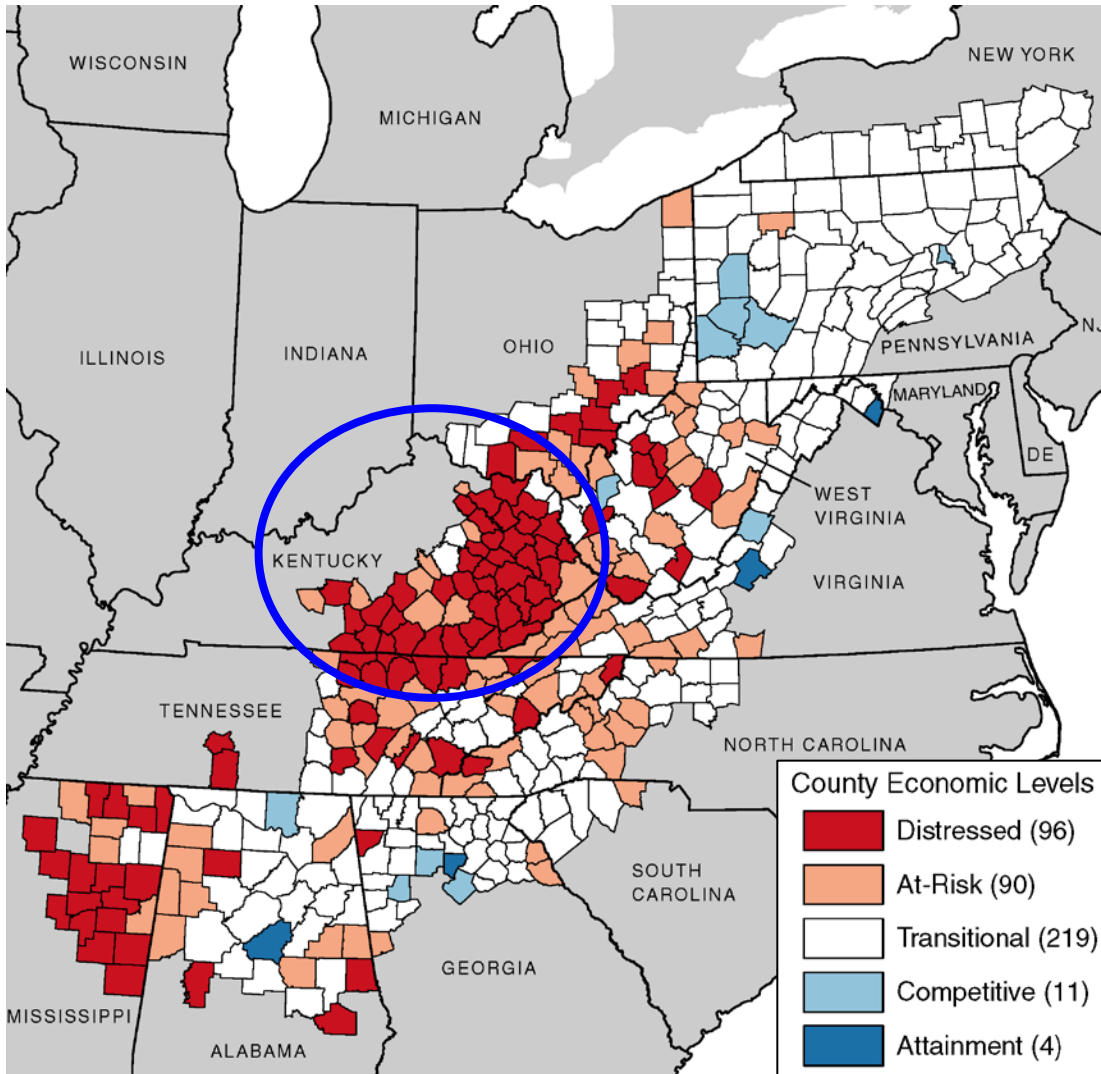 WISCONSIN
NEW YORK
MICHIGAN
ILLINOIS
INDIANA
OHIO
PENNSYLVANIA
NJ
MARYLAND
DE
WEST
VIRGINIA
KENTUCKY
VIRGINIA
TENNESSEE
NORTH CAROLINA
SOUTH
CAROLINA
GEORGIA
MISSISSIPPI
ALABAMA
County Economic Levels
Distressed (96)
At-Risk (90)
Transitional (219)
Competitive (11)
Attainment (4)